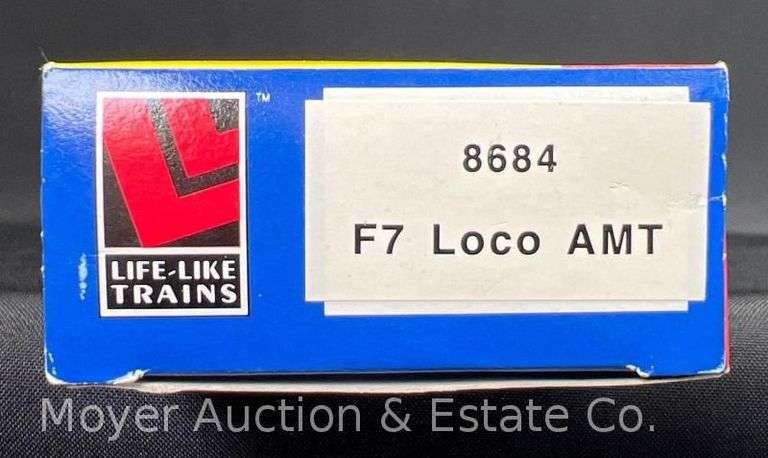 LIFE-LIKE
TRAINS
TM
8684
F7 Loco AMT
Moyer Auction & Estate Co.